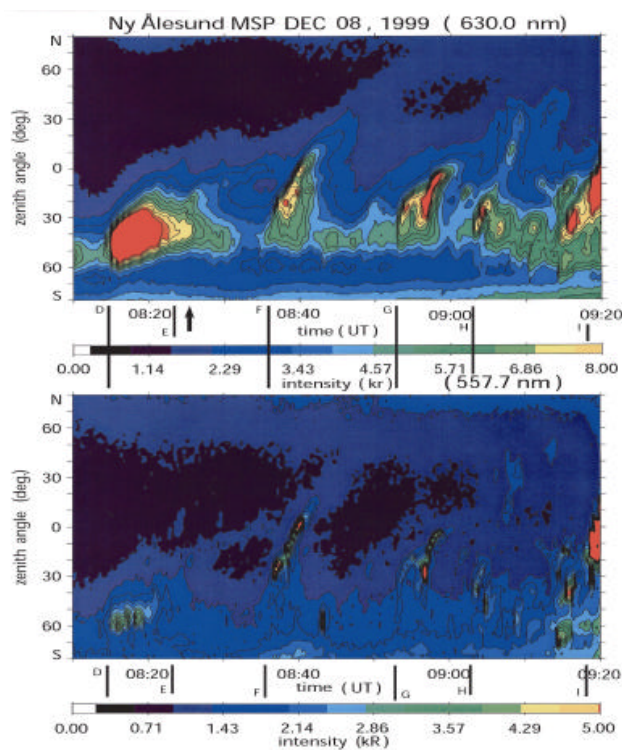 Ny Ålesund MSP DEC 08, 1999 ( 630.0 nm)
N
60
30
0
30
60
S
zenith angle (deg.)
D 08:20 E F 08:40 G 09:00 H 09:20 I
time (UT)
0.00 1.14 2.29 3.43 4.57 5.71 6.86 8.00
intensity (kr) (557.7 nm)
N
60
30
0
30
60
S
zenith angle (deg.)
D 08:20 E F 08:40 G 09:00 H 09:20 I
time (UT)
0.00 0.71 1.43 2.14 2.86 3.57 4.29 5.00
intensity (kR)